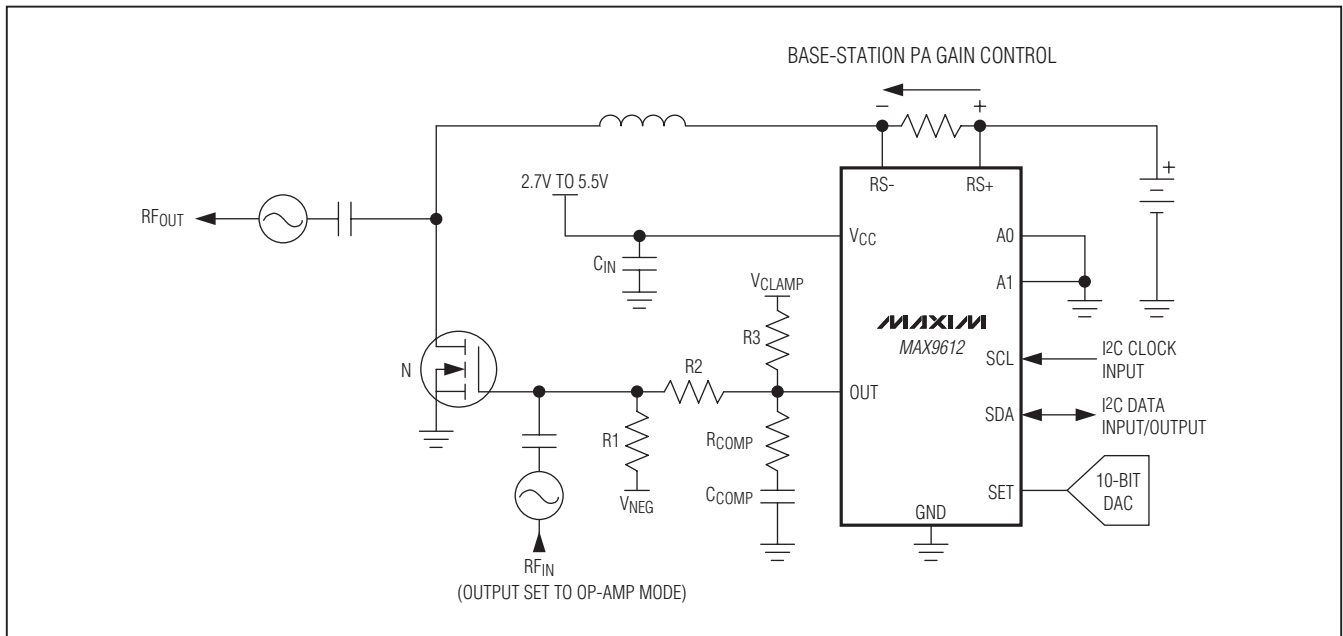 BASE-STATION PA GAIN CONTROL
−
+
2.7V TO 5.5V
RS-
RS+
+
RFOUT
VCC
A0
CIN
A1
VCLAMP
MAXIM
MAX9612
R3
SCL
I2C CLOCK
INPUT
N
R2
OUT
SDA
I2C DATA
INPUT/OUTPUT
R1
RCOMP
CCOMP
SET
10-BIT
DAC
VNEG
GND
RFIN
(OUTPUT SET TO OP-AMP MODE)